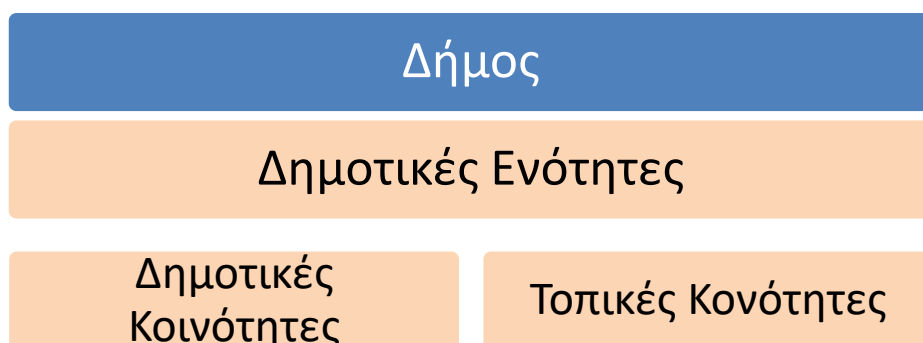 Δήμος
Δημοτικές Ενότητες
Δημοτικές
Κοινότητες
Τοπικές Κονότητες